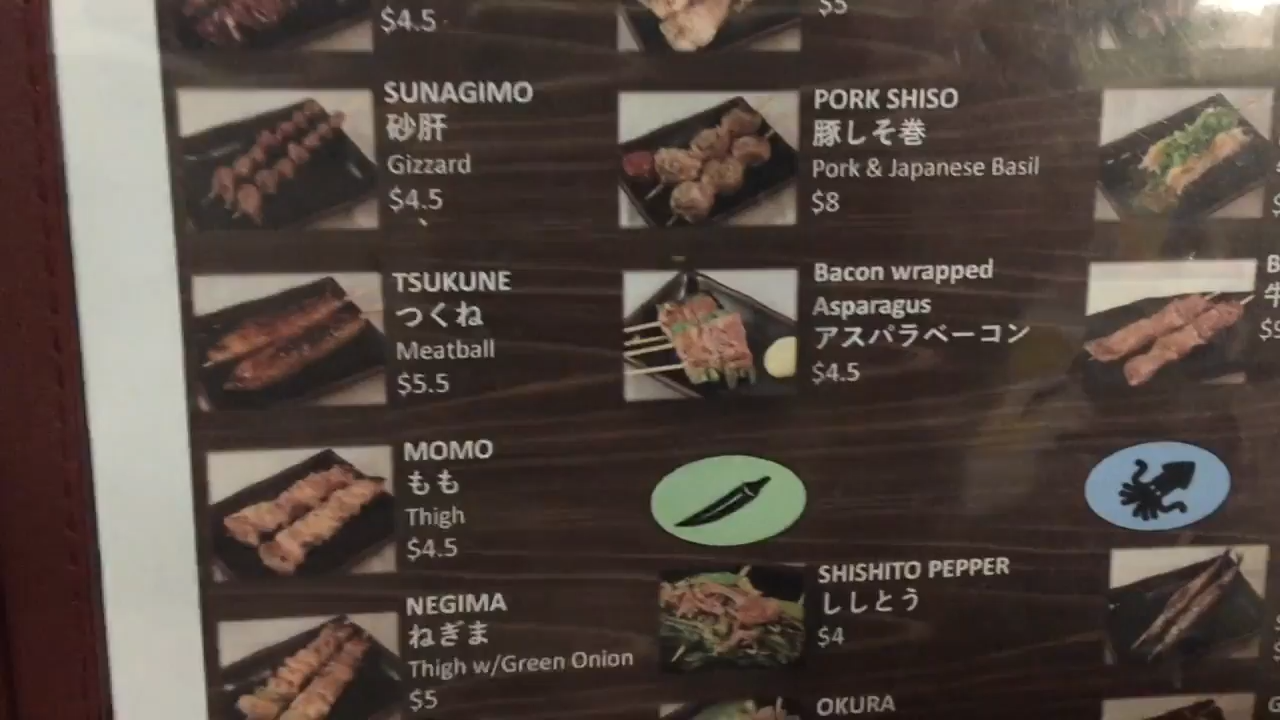 $4.5
SUNAGIMO
砂肝
Gizzard
$4.5
TSUKUNE
つくね
Meatball
$5.5
MOMO
もも
Thigh
$4.5
NEGIMA
ねぎま
Thigh w/Green Onion
$5
$5
PORK SHISO
豚しそ巻
Pork & Japanese Basil
$8
Bacon wrapped
Asparagus
アスパラベーコン
$4.5
SHISHITO PEPPER
ししとう
$4
OKURA
B
牛